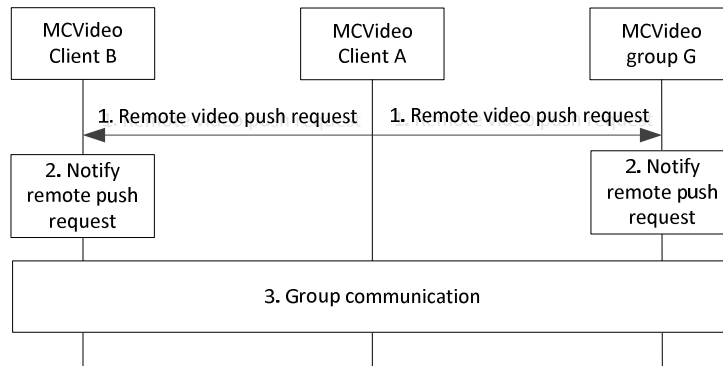 MCVideo
Client B
MCVideo
Client A
MCVideo
group G
1. Remote video push request
1. Remote video push request
2. Notify
remote push
request
2. Notify
remote push
request
3. Group communication